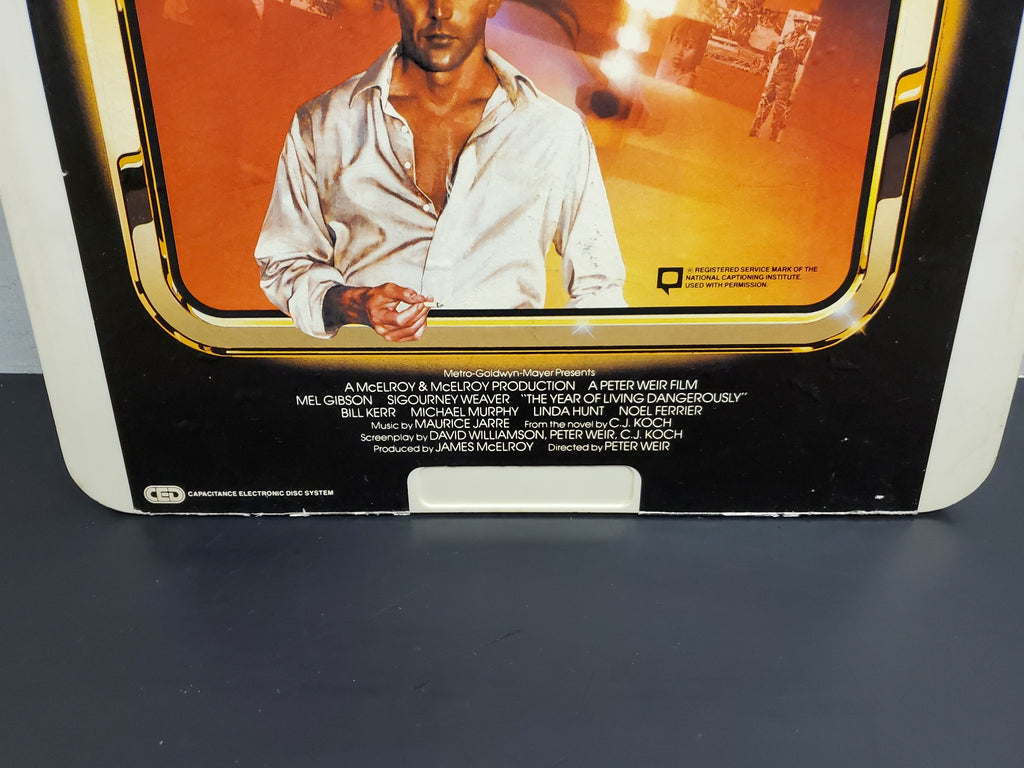 ® REGISTERED SERVICE MARK OF THE
NATIONAL CAPTIONING INSTITUTE.
USED WITH PERMISSION.
Metro-Goldwyn-Mayer Presents
A McELROY & McELROY PRODUCTION A PETER WEIR FILM
MEL GIBSON SIGOURNEY WEAVER "THE YEAR OF LIVING DANGEROUSLY"
BILL KERR MICHAEL MURPHY LINDA HUNT NOEL FERRIER
Music by MAURICE JARRE From the novel by C.J. KOCH
Screenplay by DAVID WILLIAMSON, PETER WEIR, C.J. KOCH
Produced by JAMES McELROY Directed by PETER WEIR
CED CAPACITANCE ELECTRONIC DISC SYSTEM